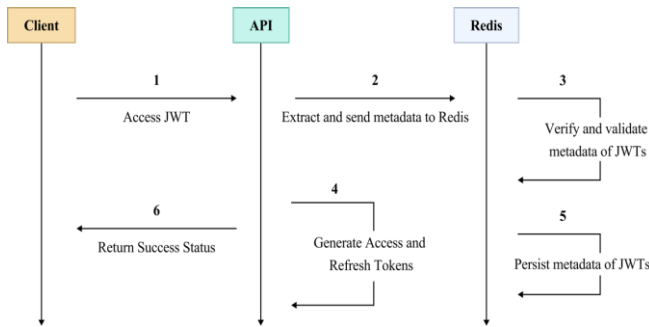 Client
API
Redis
1
Access JWT
2
Extract and send metadata to Redis
3
Verify and validate
metadata of JWTs
4
Generate Access and
Refresh Tokens
5
Persist metadata of JWTs
6
Return Success Status